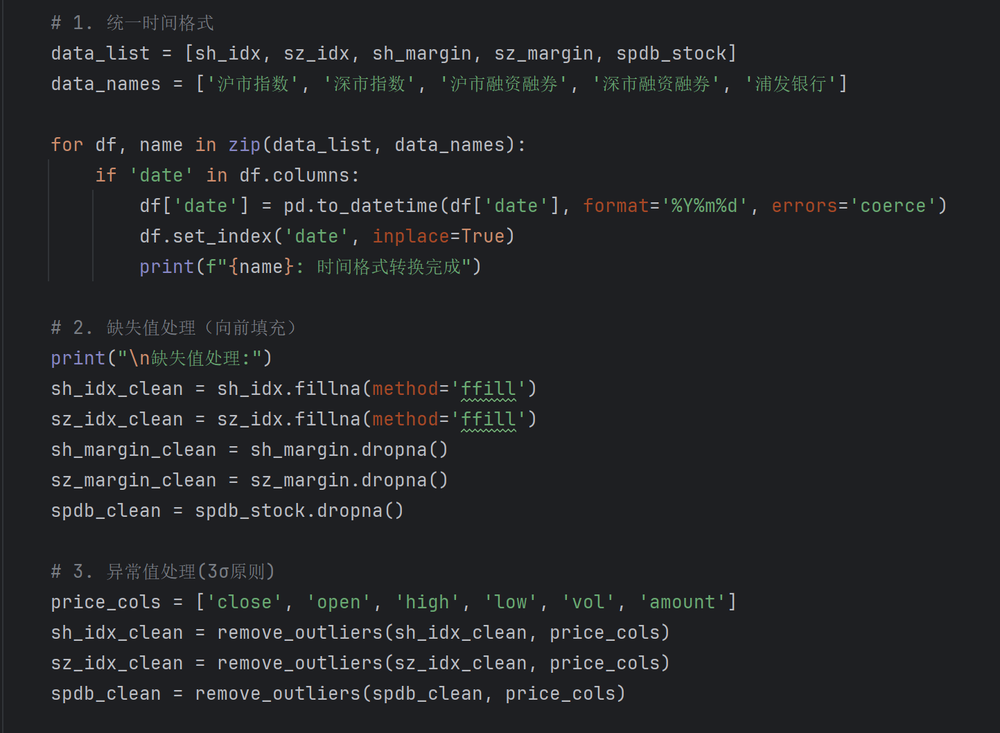 # 1. 统一时间格式
data_list = [sh_idx, sz_idx, sh_margin, sz_margin, spdb_stock]
data_names = ['沪市指数', '深市指数', '沪市融资融券', '深市融资融券', '浦发银行']
for df, name in zip(data_list, data_names):
    if 'date' in df.columns:
        df['date'] = pd.to_datetime(df['date'], format='%Y%m%d', errors='coerce')
        df.set_index('date', inplace=True)
        print(f"{name}: 时间格式转换完成")
# 2. 缺失值处理（向前填充）
print("\n缺失值处理:")
sh_idx_clean = sh_idx.fillna(method='ffill')
sz_idx_clean = sz_idx.fillna(method='ffill')
sh_margin_clean = sh_margin.dropna()
sz_margin_clean = sz_margin.dropna()
spdb_clean = spdb_stock.dropna()
# 3. 异常值处理(3σ原则)
price_cols = ['close', 'open', 'high', 'low', 'vol', 'amount']
sh_idx_clean = remove_outliers(sh_idx_clean, price_cols)
sz_idx_clean = remove_outliers(sz_idx_clean, price_cols)
spdb_clean = remove_outliers(spdb_clean, price_cols)